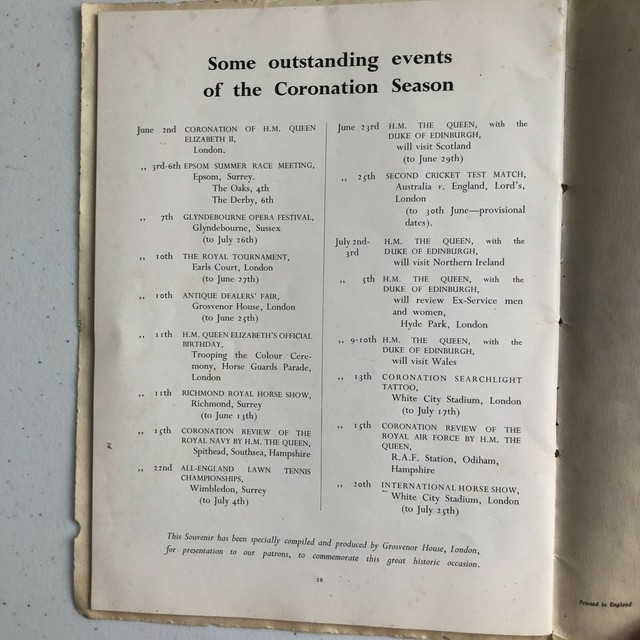 Some outstanding events
of the Coronation Season
June 2nd CORONATION OF H.M. QUEEN
ELIZABETH II,
London.
„ 3rd-6th EPSOM SUMMER RACE MEETING,
Epsom, Surrey.
The Oaks, 4th
The Derby, 6th
„ 7th GLYNDEBOURNE OPERA FESTIVAL,
Glyndebourne, Sussex
(to July 26th)
„ 10th THE ROYAL TOURNAMENT,
Earls Court, London
(to June 27th)
„ 10th ANTIQUE DEALERS' FAIR,
Grosvenor House, London
(to June 25th)
„ 11th H.M. QUEEN ELIZABETH'S OFFICIAL
BIRTHDAY,
Trooping the Colour Cere-
mony, Horse Guards Parade,
London
„ 11th RICHMOND ROYAL HORSE SHOW,
Richmond, Surrey
(to June 13th)
„ 15th CORONATION REVIEW OF THE
ROYAL NAVY BY H.M. THE QUEEN,
Spithead, Southsea, Hampshire
„ 22nd ALL-ENGLAND LAWN TENNIS
CHAMPIONSHIPS,
Wimbledon, Surrey
(to July 4th)
June 23rd H.M. THE QUEEN, with the
DUKE OF EDINBURGH,
will visit Scotland
(to June 29th)
„ 25th SECOND CRICKET TEST MATCH,
Australia v. England, Lord's,
London
(to 30th June—provisional
dates).
July 2nd- H.M. THE QUEEN, with the
3rd DUKE OF EDINBURGH,
will visit Northern Ireland
„ 5th H.M. THE QUEEN, with the
DUKE OF EDINBURGH,
will review Ex-Service men
and women,
Hyde Park, London
„ 9-10th H.M. THE QUEEN, with the
DUKE OF EDINBURGH,
will visit Wales
„ 13th CORONATION SEARCHLIGHT
TATTOO,
White City Stadium, London
(to July 17th)
„ 15th CORONATION REVIEW OF THE
ROYAL AIR FORCE BY H.M. THE
QUEEN,
R.A.F. Station, Odiham,
Hampshire
„ 20th INTERNATIONAL HORSE SHOW,
White City Stadium, London
(to July 25th)
This Souvenir has been specially compiled and produced by Grosvenor House, London,
for presentation to our patrons, to commemorate this great historic occasion.
28
Printed in England